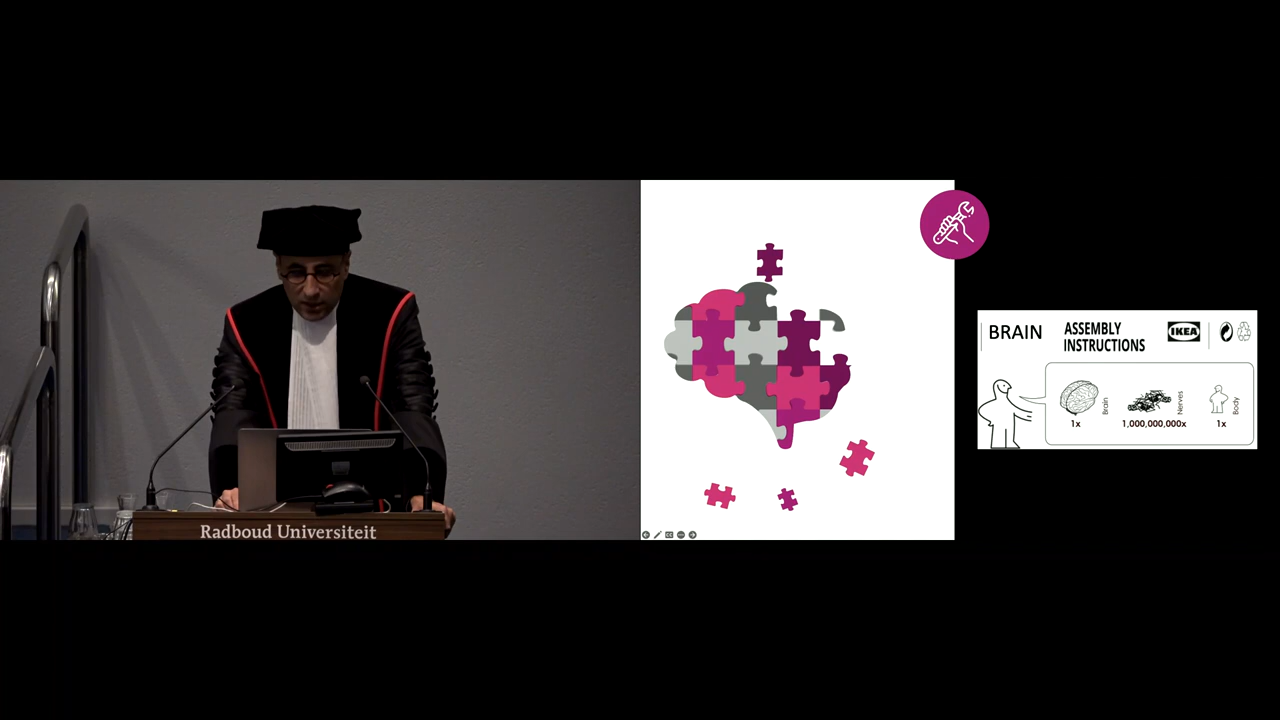 Radboud Universiteit
BRAIN
ASSEMBLY
INSTRUCTIONS
IKEA
Brain
Nerves
Body
1x
1,000,000,000x
1x